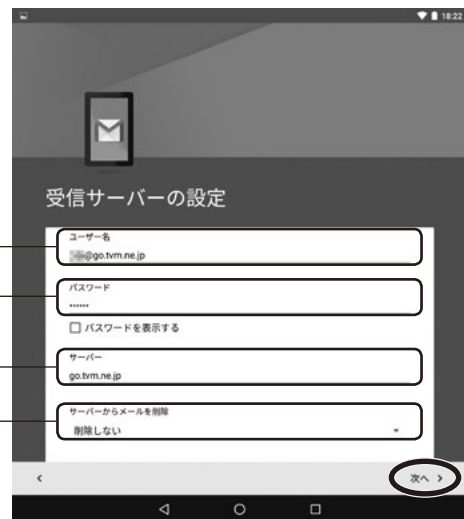 18:22
受信サーバーの設定
ユーザー名
@go.tvm.ne.jp
パスワード
••••••
パスワードを表示する
サーバー
go.tvm.ne.jp
サーバーからメールを削除
削除しない
次へ